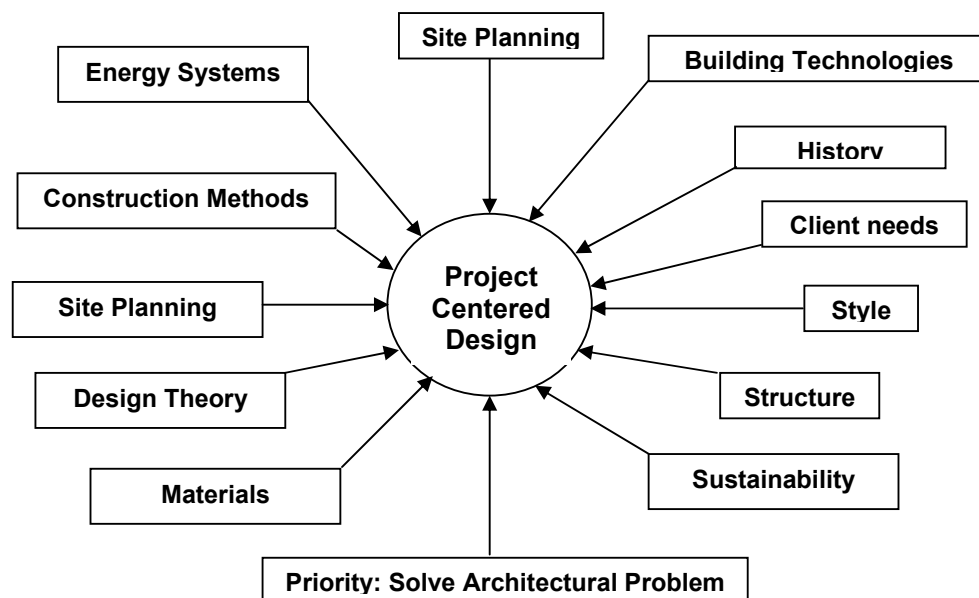 Site Planning
Energy Systems
Building Technologies
History
Construction Methods
Client needs
Project
Centered
Design
Site Planning
Style
Design Theory
Structure
Materials
Sustainability
Priority: Solve Architectural Problem